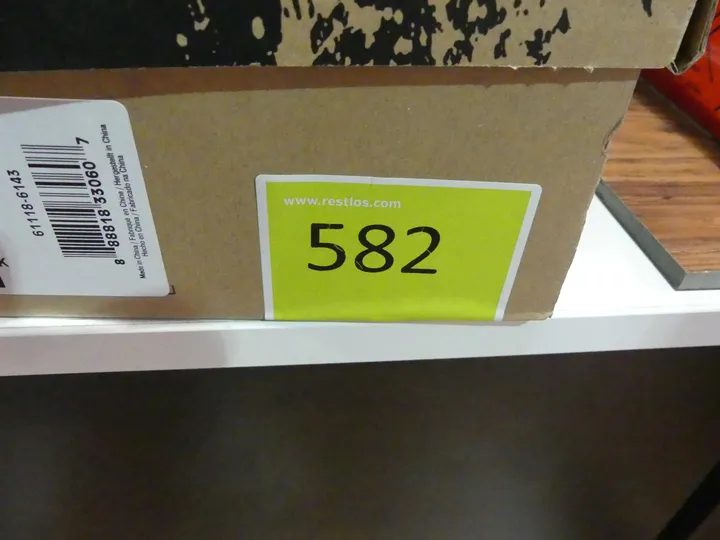 61118-6143
8 88818 33060 7
Made in China / Fabriqué en Chine / Hergestellt in China
Hecho en China / Fabricado na China
www.restlos.com
582